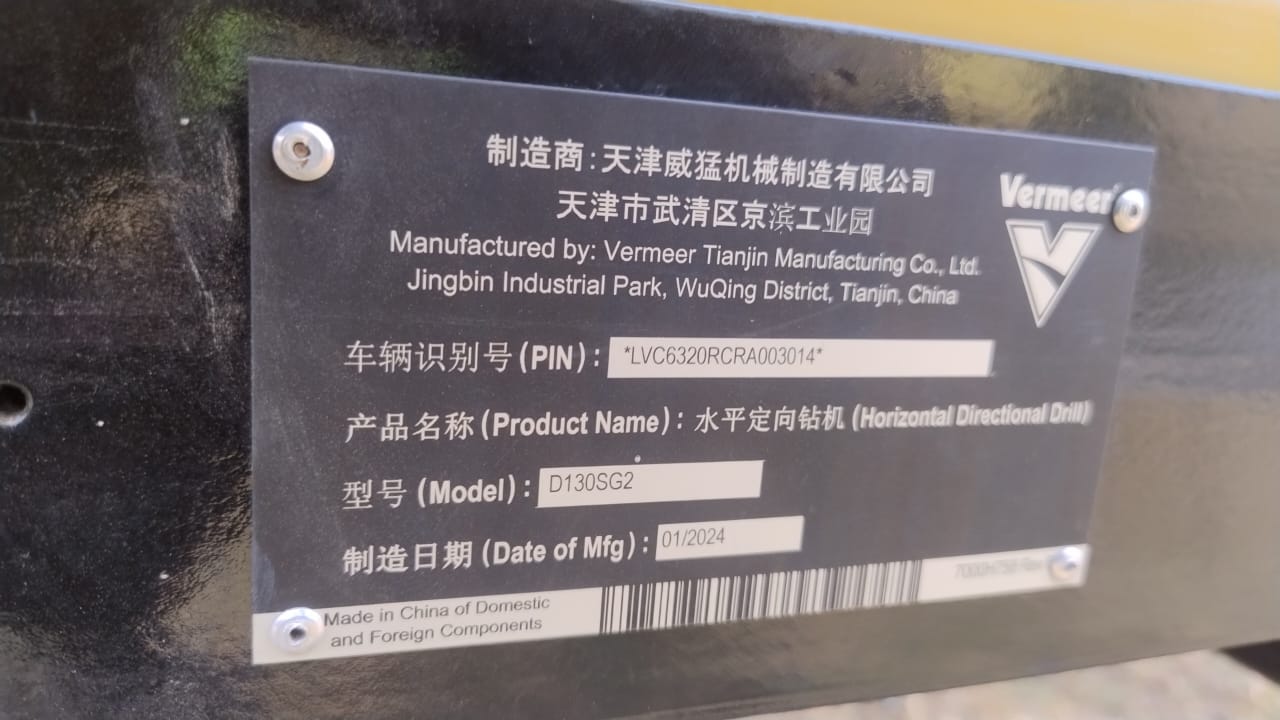 制造商：天津威猛机械制造有限公司
天津市武清区京滨工业园
Manufactured by: Vermeer Tianjin Manufacturing Co., Ltd.
Jingbin Industrial Park, WuQing District, Tianjin, China
Vermeer
车辆识别号(PIN)： *LVC6320RCRA003014*
产品名称(Product Name)：水平定向钻机 (Horizontal Directional Drill)
型号(Model)： D130SG2
制造日期(Date of Mfg)： 01/2024
Made in China of Domestic
and Foreign Components